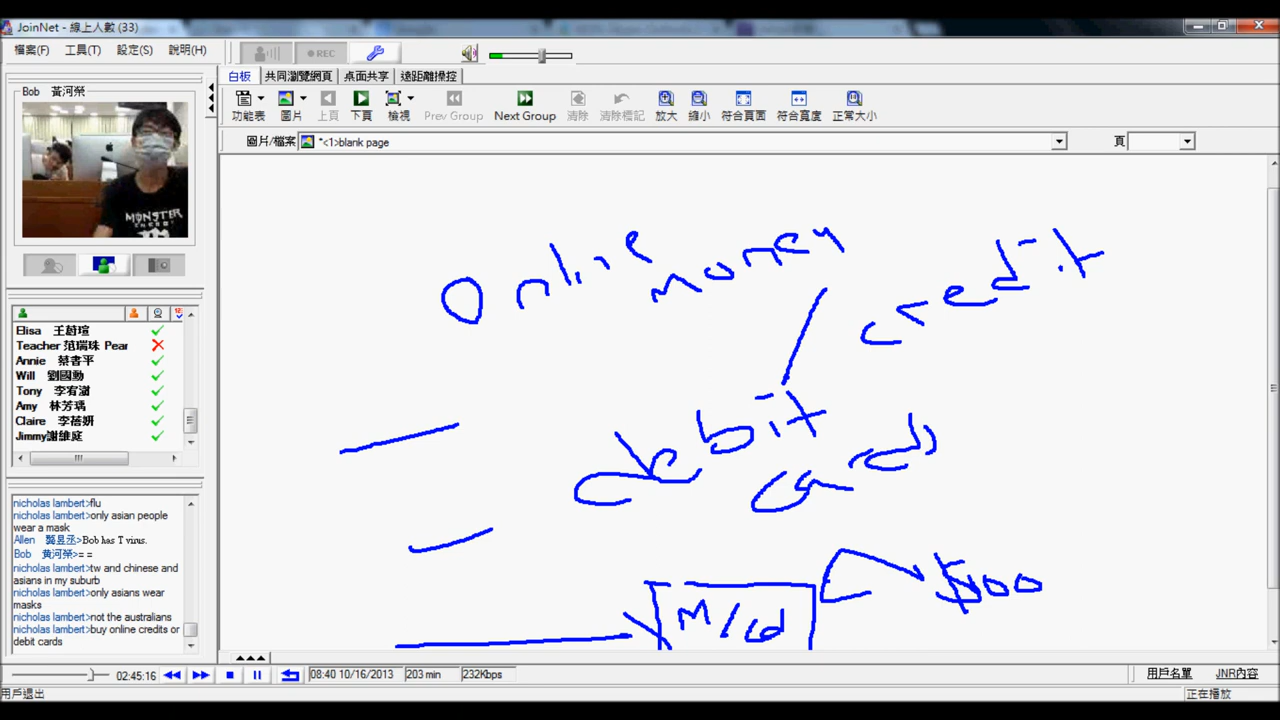 JoinNet - 線上人數 (33)
檔案(F) 工具(T) 設定(S) 說明(H)
REC
Bob 黃河榮
MONSTER
ENERGY
白板 共同瀏覽網頁 桌面共享 遠距離操控
功能表 圖片 上頁 下頁 檢視 Prev Group Next Group 清除 清除標記 放大 縮小 符合頁面 符合寬度 正常大小
圖片/檔案 *<1>blank page 頁
Elisa 王蒔瑄
Teacher 范瑞珠 Pear
Annie 蔡書平
Will 劉國勳
Tony 李宥澍
Amy 林芳瑀
Claire 李蓓妍
Jimmy謝維庭
nicholas lambert>flu
nicholas lambert>only asian people
wear a mask
Allen 龔昱丞>Bob has T virus.
Bob 黃河榮>= =
nicholas lambert>tw and chinese and
asians in my suburb
nicholas lambert>only asians wear
masks
nicholas lambert>not the australians
nicholas lambert>buy online credits or
debit cards
Online money
credit
debit
card
M/cd
$100
02:45:16 08:40 10/16/2013 203 min 232Kbps 用戶名單 JNR內容
用戶退出 正在播放